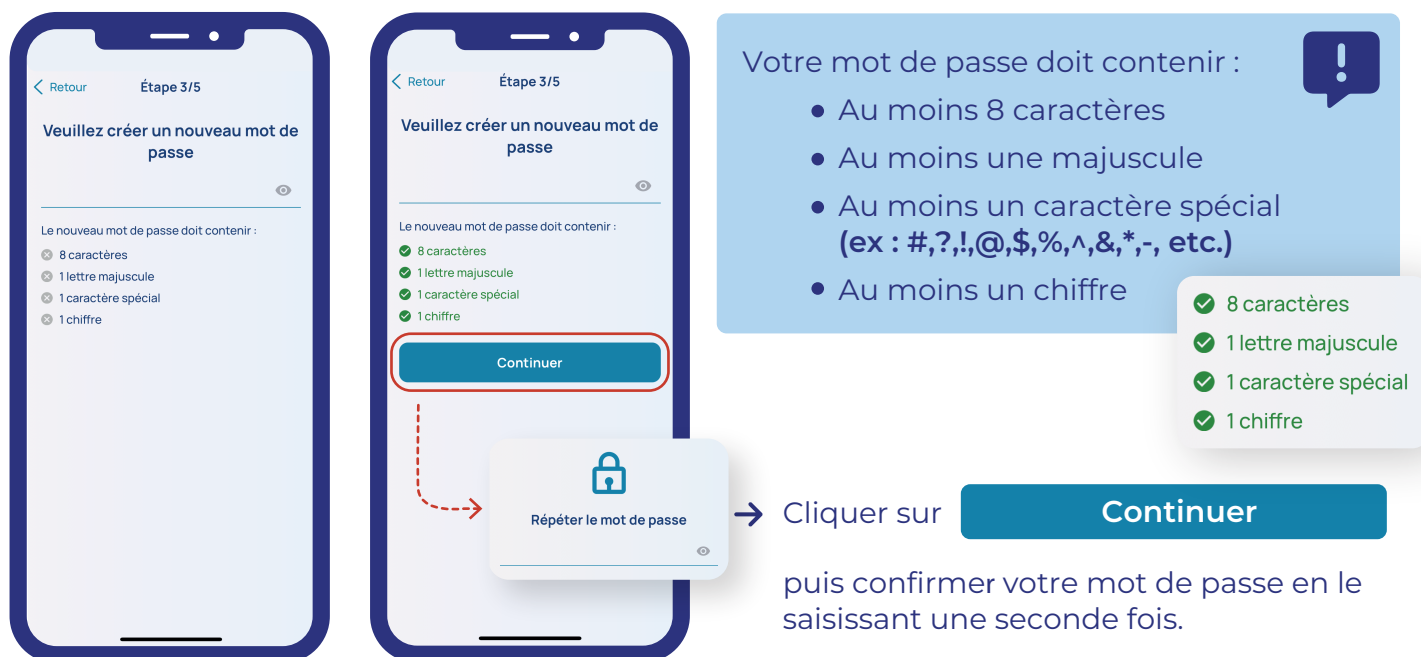 Retour
Étape 3/5
Veuillez créer un nouveau mot de
passe
Le nouveau mot de passe doit contenir :
8 caractères
1 lettre majuscule
1 caractère spécial
1 chiffre
Retour
Étape 3/5
Veuillez créer un nouveau mot de
passe
Le nouveau mot de passe doit contenir :
8 caractères
1 lettre majuscule
1 caractère spécial
1 chiffre
Continuer
Répéter le mot de passe
Votre mot de passe doit contenir :
• Au moins 8 caractères
• Au moins une majuscule
• Au moins un caractère spécial
(ex : #,?,!,@,$,%,^,&,*,-, etc.)
• Au moins un chiffre
8 caractères
1 lettre majuscule
1 caractère spécial
1 chiffre
→ Cliquer sur Continuer
puis confirmer votre mot de passe en le
saisissant une seconde fois.